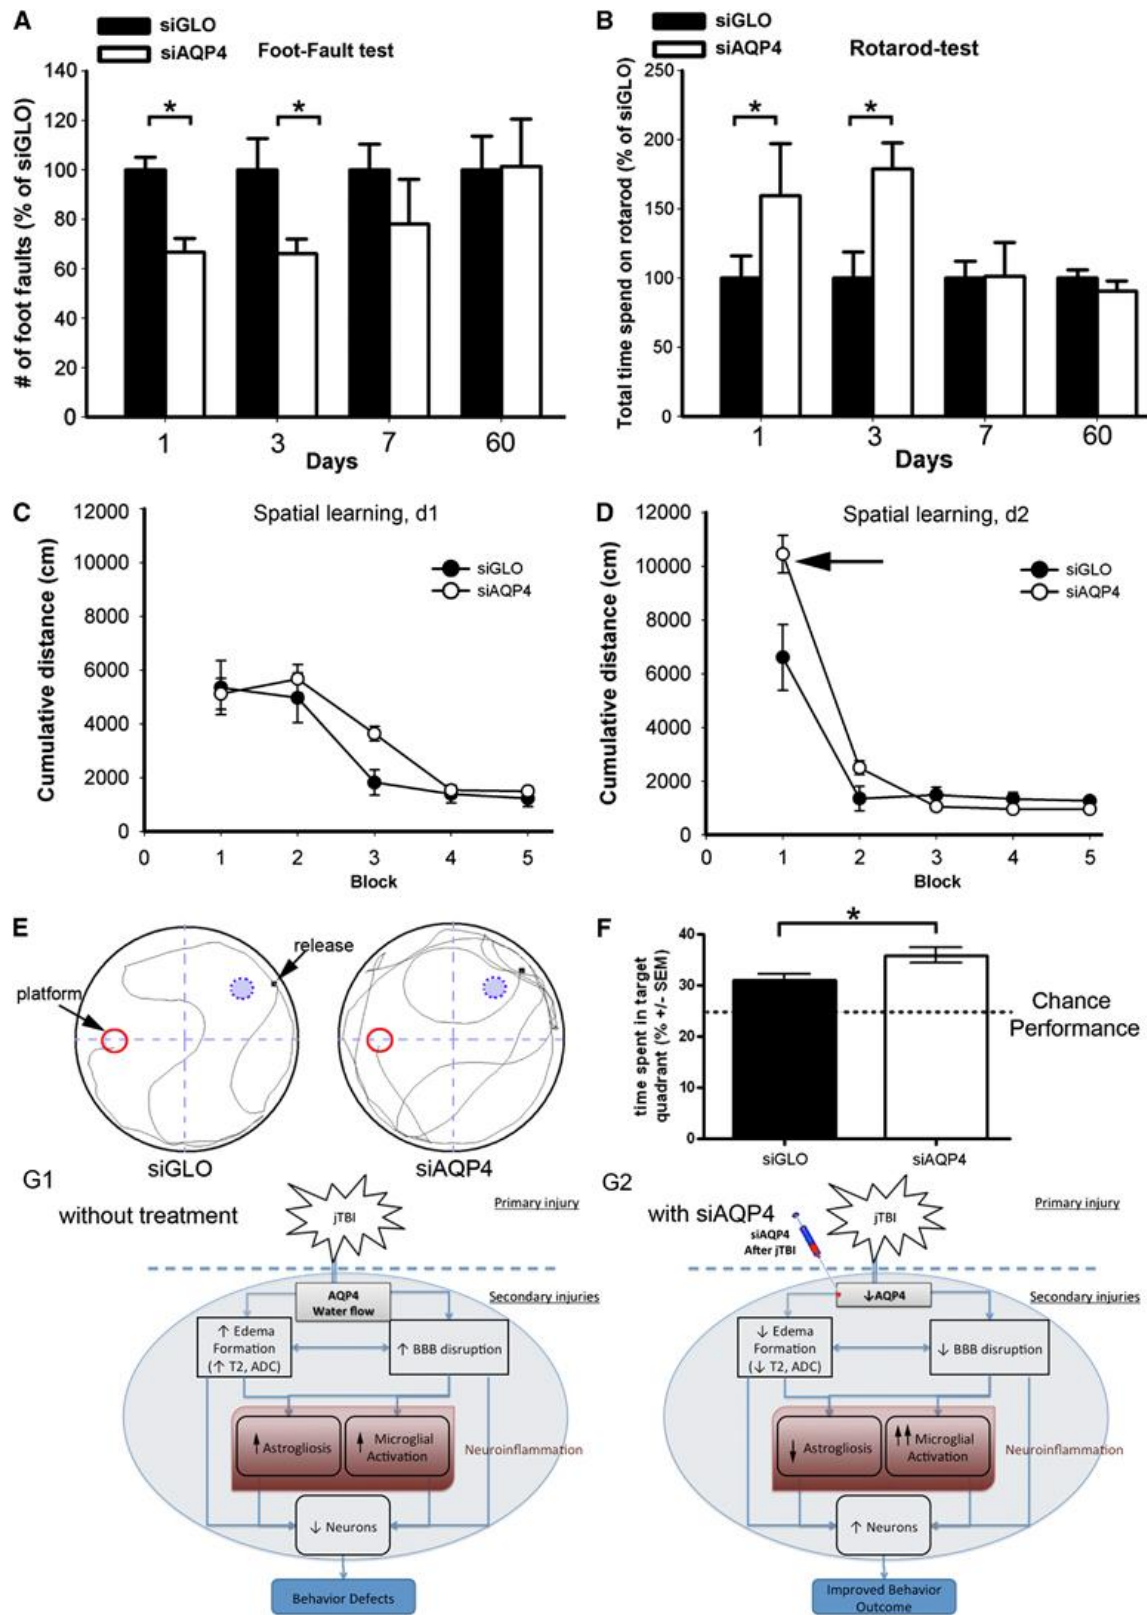 A
siGLO
siAQP4
Foot-Fault test
# of foot faults (% of siGLO)
140
120
100
80
60
40
20
0
*
*
1
3
7
60
Days
B
siGLO
siAQP4
Rotarod-test
Total time spend on rotarod (% of siGLO)
250
200
150
100
50
0
*
*
1
3
7
60
Days
C
Spatial learning, d1
Cumulative distance (cm)
12000
10000
8000
6000
4000
2000
0
siGLO
siAQP4
0
1
2
3
4
5
Block
D
Spatial learning, d2
Cumulative distance (cm)
12000
10000
8000
6000
4000
2000
0
siGLO
siAQP4
0
1
2
3
4
5
Block
E
release
platform
siGLO
siAQP4
F
*
time spent in target
quadrant (% +/- SEM)
40
30
20
10
0
Chance
Performance
siGLO
siAQP4
G1
without treatment
jTBI
Primary injury
AQP4
Water flow
Secondary injuries
↑ Edema
Formation
(↑ T2, ADC)
↑ BBB disruption
↑ Astrogliosis
↑ Microglial
Activation
Neuroinflammation
↓ Neurons
Behavior Defects
G2
with siAQP4
siAQP4
After jTBI
jTBI
Primary injury
↓AQP4
Secondary injuries
↓ Edema
Formation
(↓ T2, ADC)
↓ BBB disruption
↓ Astrogliosis
↑↑ Microglial
Activation
Neuroinflammation
↑ Neurons
Improved Behavior
Outcome